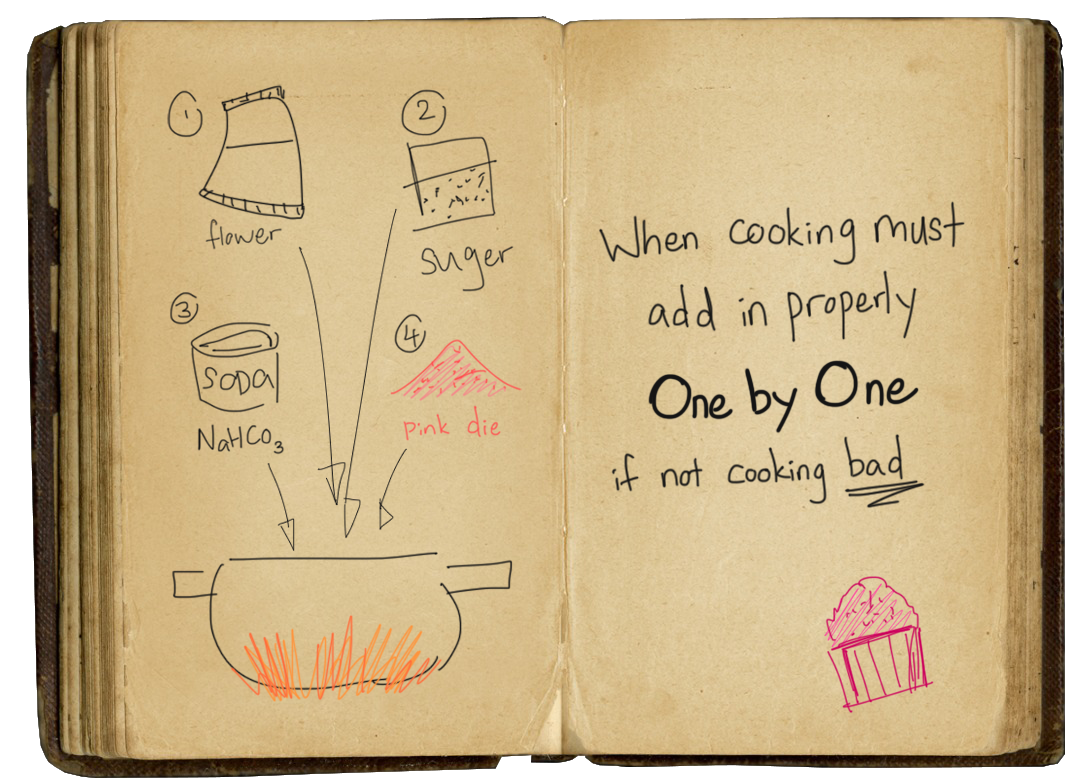 1
flower
2
suger
3
SODA
NaHCO₃
4
pink die
When cooking must
add in properly
One by One
if not cooking bad